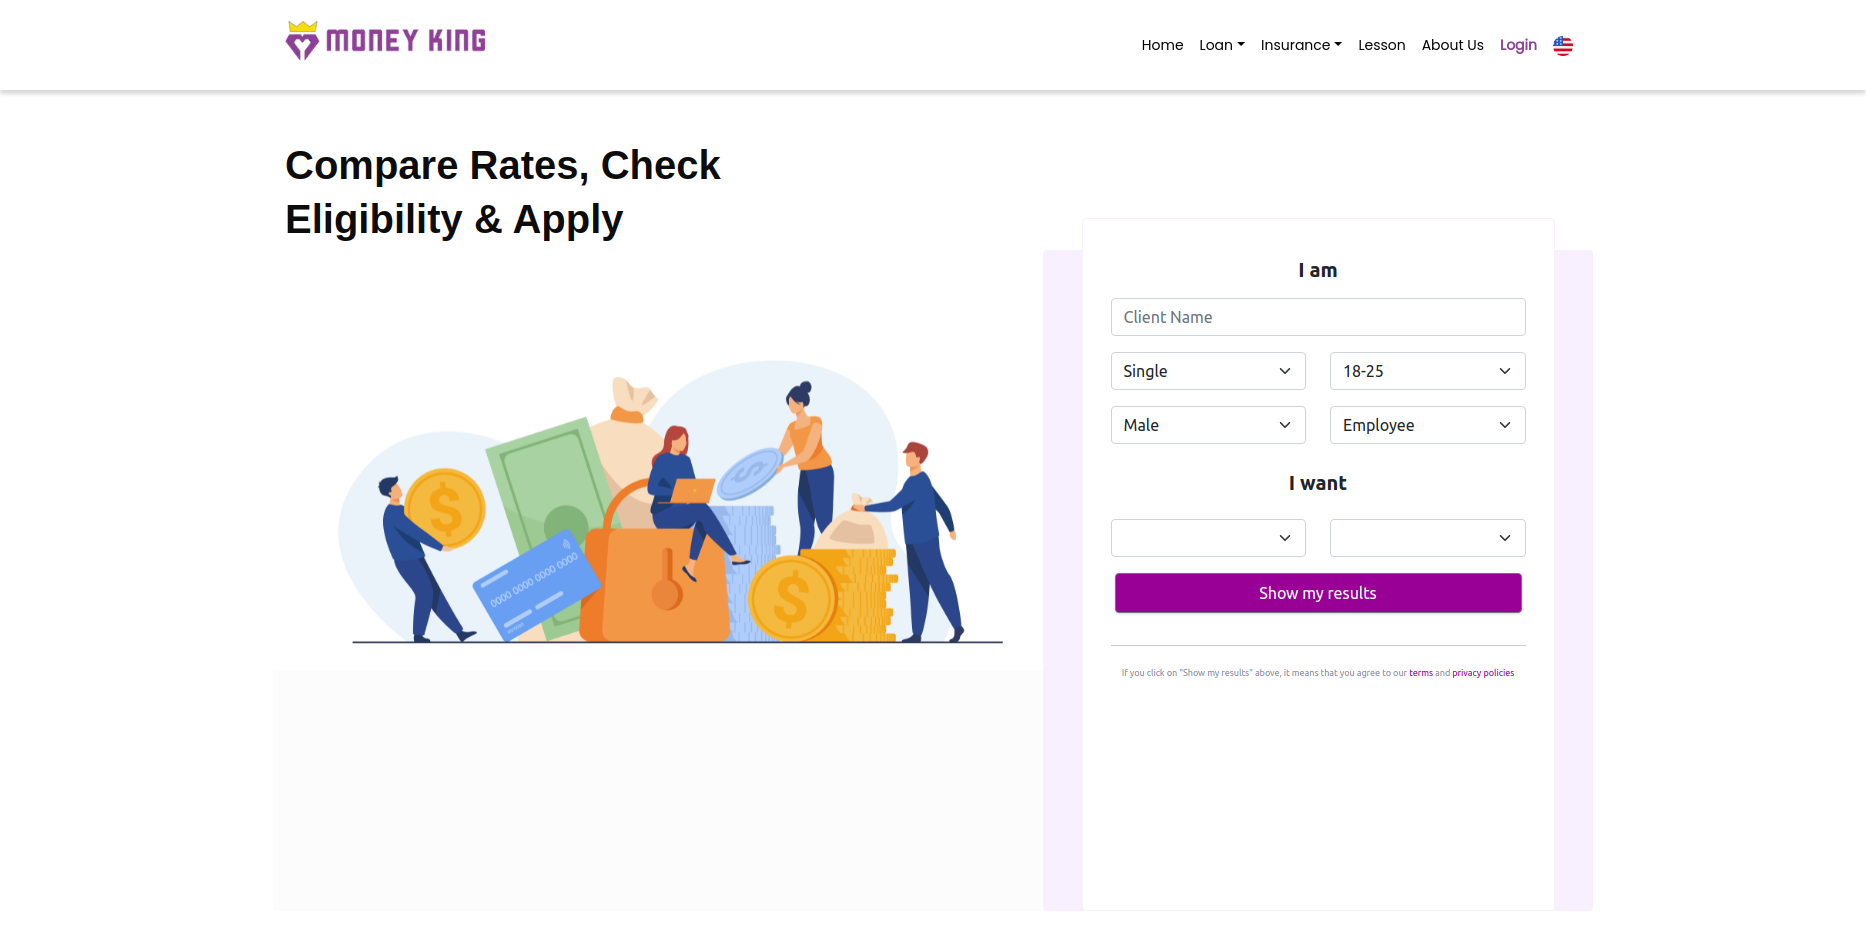 MONEY KING
Home Loan Insurance Lesson About Us Login
Compare Rates, Check
Eligibility & Apply
0000 0000 0000 0000
I am
Client Name
Single 18-25
Male Employee
I want
Show my results
If you click on "Show my results" above, it means that you agree to our terms and privacy policies